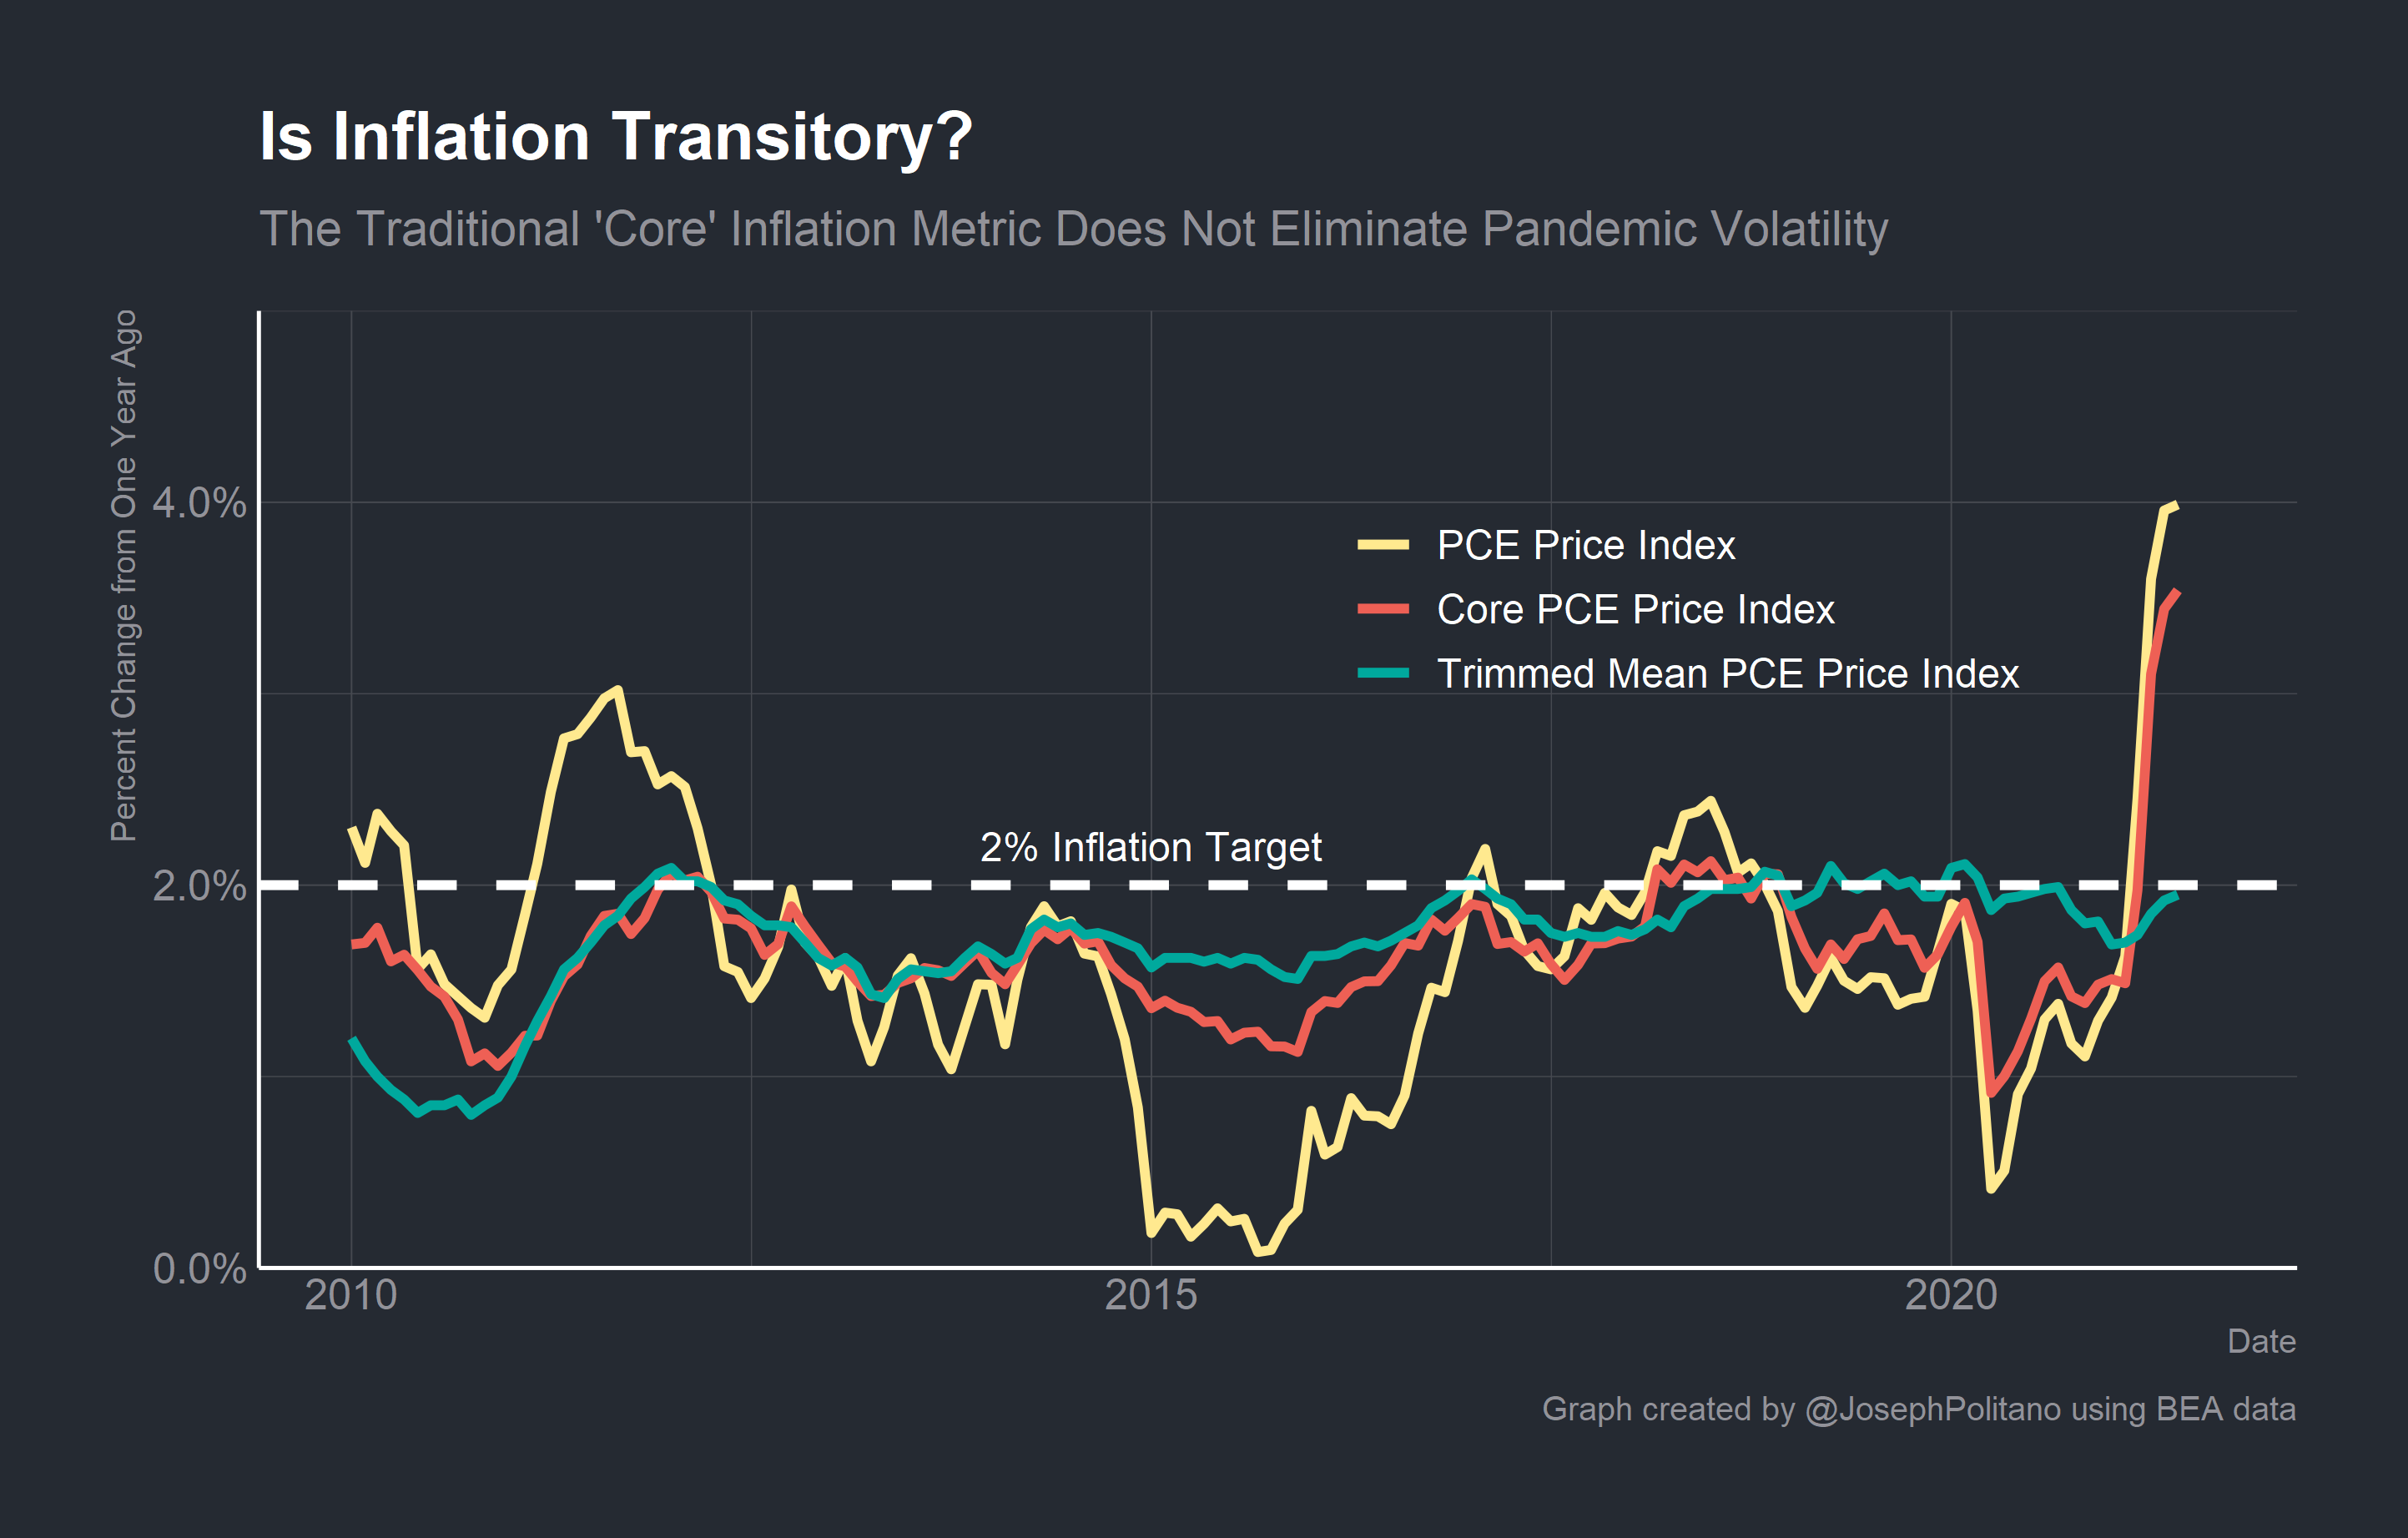 Is Inflation Transitory?
The Traditional 'Core' Inflation Metric Does Not Eliminate Pandemic Volatility
Percent Change from One Year Ago
4.0%
2.0%
0.0%
PCE Price Index
Core PCE Price Index
Trimmed Mean PCE Price Index
2% Inflation Target
2010
2015
2020
Date
Graph created by @JosephPolitano using BEA data